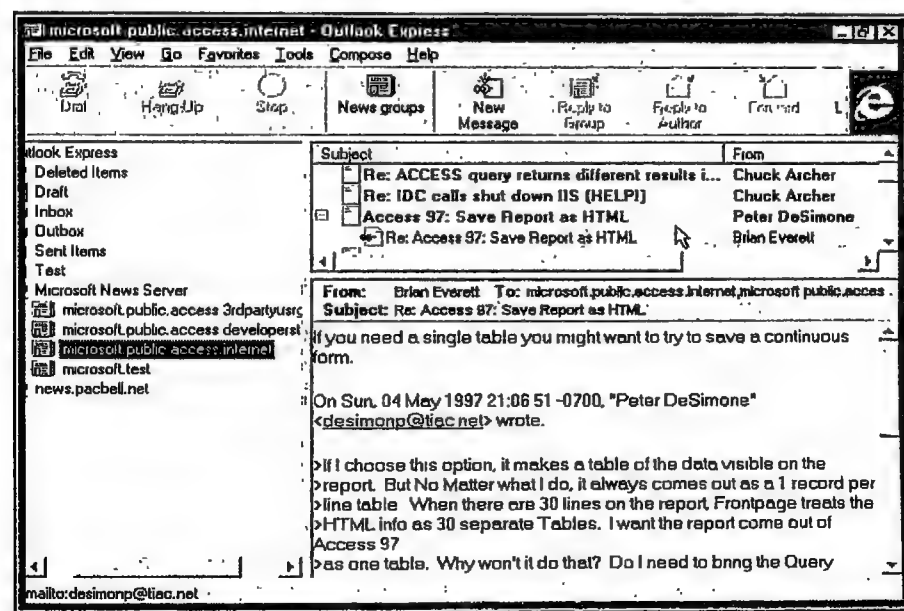 microsoft.public.access.internet - Outlook Express
File Edit View Go Favorites Tools Compose Help
Dial Hang-Up Stop News groups New Message Reply to Group Reply to Author Forward L
tlook Express
Deleted Items
Draft
Inbox
Outbox
Sent Items
Test
Microsoft News Server
microsoft.public.access 3rdpartyusrg
microsoft.public.access developerst
microsoft.public.access.internet
microsoft.test
news.pacbell.net
Subject From
Re: ACCESS query returns different results i... Chuck Archer
Re: IDC calls shut down IIS (HELP!) Chuck Archer
Access 97: Save Report as HTML Peter DeSimone
Re: Access 97: Save Report as HTML Brian Everett
From: Brian Everett To: microsoft.public.access.internet,microsoft public.acces
Subject: Re: Access 97: Save Report as HTML
If you need a single table you might want to try to save a continuous
form.
On Sun, 04 May 1997 21:06 51 -0700, "Peter DeSimone"
<desimonp@tiac.net> wrote.
>If I choose this option, it makes a table of the data visible on the
>report. But No Matter what I do, it always comes out as a 1 record per
>line table When there are 30 lines on the report, Frontpage treats the
>HTML info as 30 separate Tables. I want the report come out of
Access 97
>as one table. Why won't it do that? Do I need to bring the Query
mailto:desimonp@tiac.net